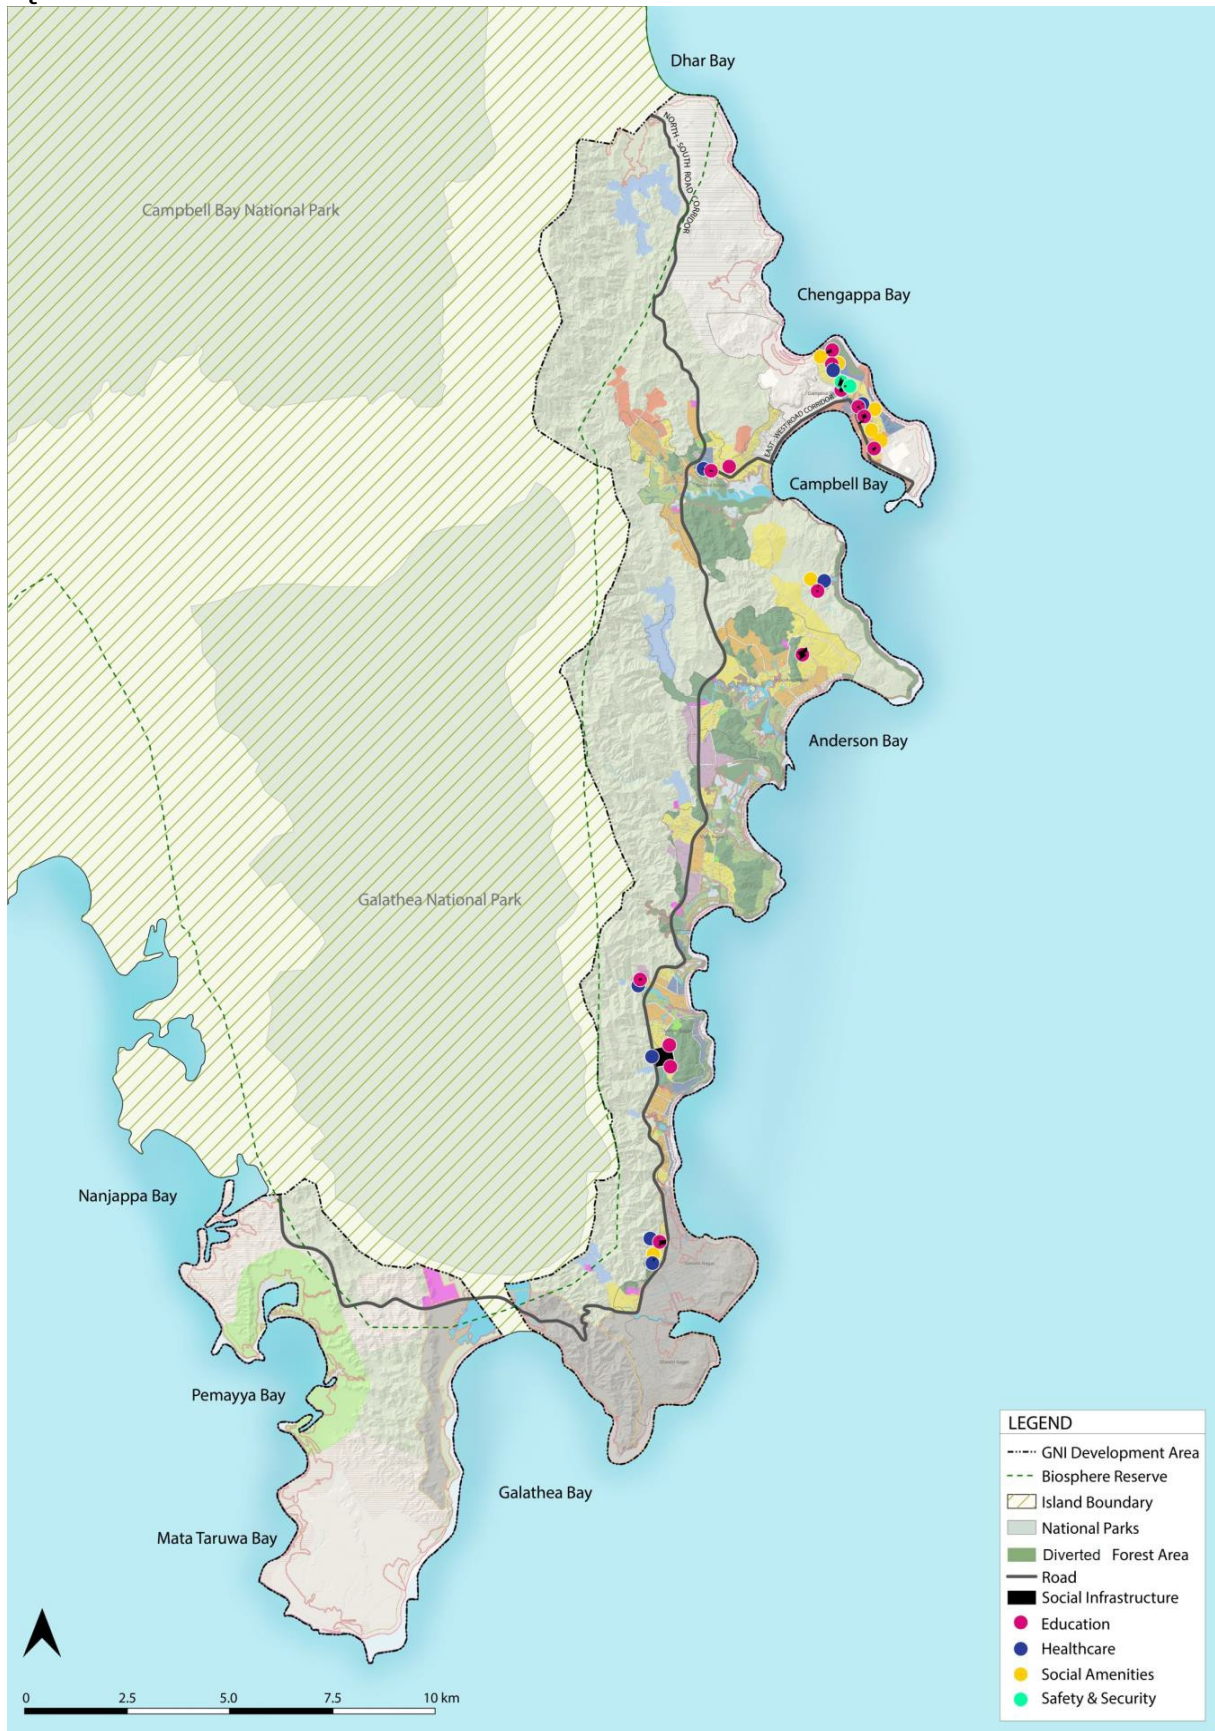 Dhar Bay
NORTH - SOUTH ROAD CORRIDOR
Campbell Bay National Park
Chengappa Bay
EAST - WEST ROAD CORRIDOR
Campbell Bay
Anderson Bay
Galathea National Park
Nanjappa Bay
Pemayya Bay
Galathea Bay
Mata Taruwa Bay
LEGEND
GNI Development Area
Biosphere Reserve
Island Boundary
National Parks
Diverted Forest Area
Road
Social Infrastructure
Education
Healthcare
Social Amenities
Safety & Security
0 2.5 5.0 7.5 10 km